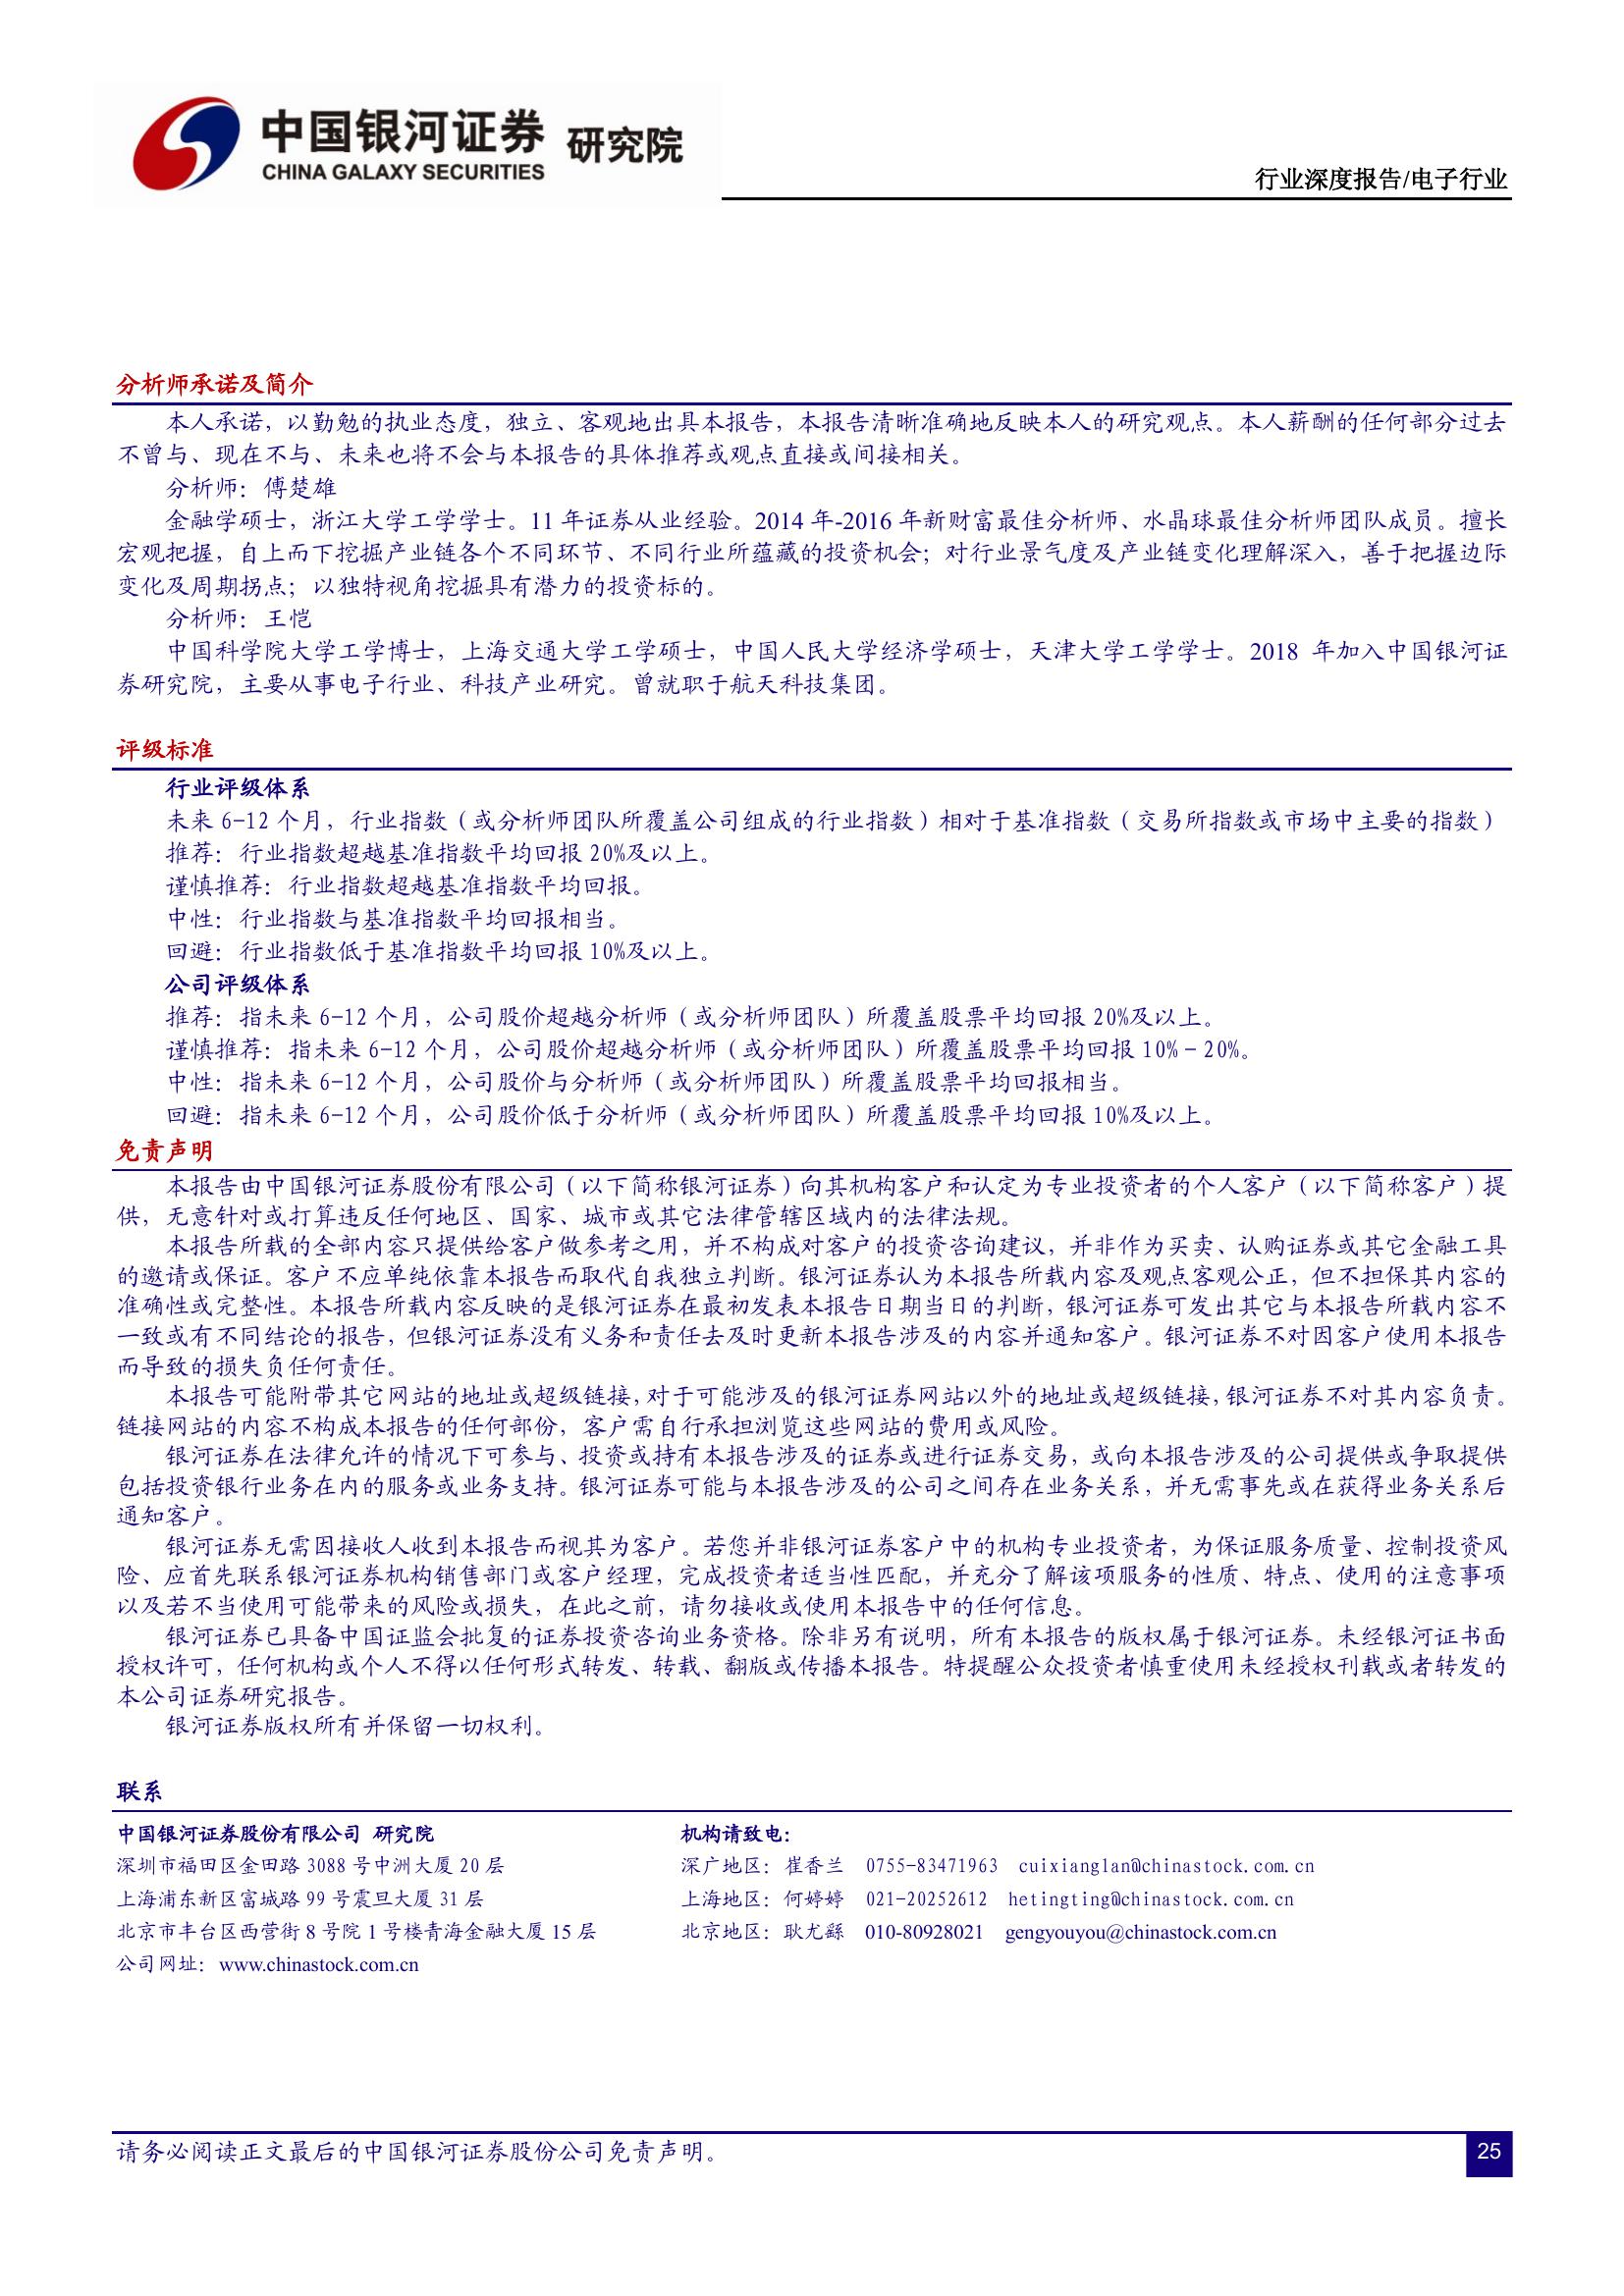 中国银河证券 研究院
CHINA GALAXY SECURITIES
行业深度报告/电子行业
分析师承诺及简介
本人承诺，以勤勉的执业态度，独立、客观地出具本报告，本报告清晰准确地反映本人的研究观点。本人薪酬的任何部分过去
不曾与、现在不与、未来也将不会与本报告的具体推荐或观点直接或间接相关。
分析师：傅楚雄
金融学硕士，浙江大学工学学士。11 年证券从业经验。2014 年-2016 年新财富最佳分析师、水晶球最佳分析师团队成员。擅长
宏观把握，自上而下挖掘产业链各个不同环节、不同行业所蕴藏的投资机会；对行业景气度及产业链变化理解深入，善于把握边际
变化及周期拐点；以独特视角挖掘具有潜力的投资标的。
分析师：王恺
中国科学院大学工学博士，上海交通大学工学硕士，中国人民大学经济学硕士，天津大学工学学士。2018 年加入中国银河证
券研究院，主要从事电子行业、科技产业研究。曾就职于航天科技集团。
评级标准
行业评级体系
未来 6-12 个月，行业指数（或分析师团队所覆盖公司组成的行业指数）相对于基准指数（交易所指数或市场中主要的指数）
推荐：行业指数超越基准指数平均回报 20%及以上。
谨慎推荐：行业指数超越基准指数平均回报。
中性：行业指数与基准指数平均回报相当。
回避：行业指数低于基准指数平均回报 10%及以上。
公司评级体系
推荐：指未来 6-12 个月，公司股价超越分析师（或分析师团队）所覆盖股票平均回报 20%及以上。
谨慎推荐：指未来 6-12 个月，公司股价超越分析师（或分析师团队）所覆盖股票平均回报 10%－20%。
中性：指未来 6-12 个月，公司股价与分析师（或分析师团队）所覆盖股票平均回报相当。
回避：指未来 6-12 个月，公司股价低于分析师（或分析师团队）所覆盖股票平均回报 10%及以上。
免责声明
本报告由中国银河证券股份有限公司（以下简称银河证券）向其机构客户和认定为专业投资者的个人客户（以下简称客户）提
供，无意针对或打算违反任何地区、国家、城市或其它法律管辖区域内的法律法规。
本报告所载的全部内容只提供给客户做参考之用，并不构成对客户的投资咨询建议，并非作为买卖、认购证券或其它金融工具
的邀请或保证。客户不应单纯依靠本报告而取代自我独立判断。银河证券认为本报告所载内容及观点客观公正，但不担保其内容的
准确性或完整性。本报告所载内容反映的是银河证券在最初发表本报告日期当日的判断，银河证券可发出其它与本报告所载内容不
一致或有不同结论的报告，但银河证券没有义务和责任去及时更新本报告涉及的内容并通知客户。银河证券不对因客户使用本报告
而导致的损失负任何责任。
本报告可能附带其它网站的地址或超级链接，对于可能涉及的银河证券网站以外的地址或超级链接，银河证券不对其内容负责。
链接网站的内容不构成本报告的任何部份，客户需自行承担浏览这些网站的费用或风险。
银河证券在法律允许的情况下可参与、投资或持有本报告涉及的证券或进行证券交易，或向本报告涉及的公司提供或争取提供
包括投资银行业务在内的服务或业务支持。银河证券可能与本报告涉及的公司之间存在业务关系，并无需事先或在获得业务关系后
通知客户。
银河证券无需因接收人收到本报告而视其为客户。若您并非银河证券客户中的机构专业投资者，为保证服务质量、控制投资风
险、应首先联系银河证券机构销售部门或客户经理，完成投资者适当性匹配，并充分了解该项服务的性质、特点、使用的注意事项
以及若不当使用可能带来的风险或损失，在此之前，请勿接收或使用本报告中的任何信息。
银河证券已具备中国证监会批复的证券投资咨询业务资格。除非另有说明，所有本报告的版权属于银河证券。未经银河证书面
授权许可，任何机构或个人不得以任何形式转发、转载、翻版或传播本报告。特提醒公众投资者慎重使用未经授权刊载或者转发的
本公司证券研究报告。
银河证券版权所有并保留一切权利。
联系
中国银河证券股份有限公司 研究院
机构请致电：
深圳市福田区金田路 3088 号中洲大厦 20 层
深广地区：崔香兰 0755-83471963 cuixianglan@chinastock.com.cn
上海浦东新区富城路 99 号震旦大厦 31 层
上海地区：何婷婷 021-20252612 hetingting@chinastock.com.cn
北京市丰台区西营街 8 号院 1 号楼青海金融大厦 15 层
北京地区：耿尤繇 010-80928021 gengyouyou@chinastock.com.cn
公司网址：www.chinastock.com.cn
请务必阅读正文最后的中国银河证券股份公司免责声明。
25